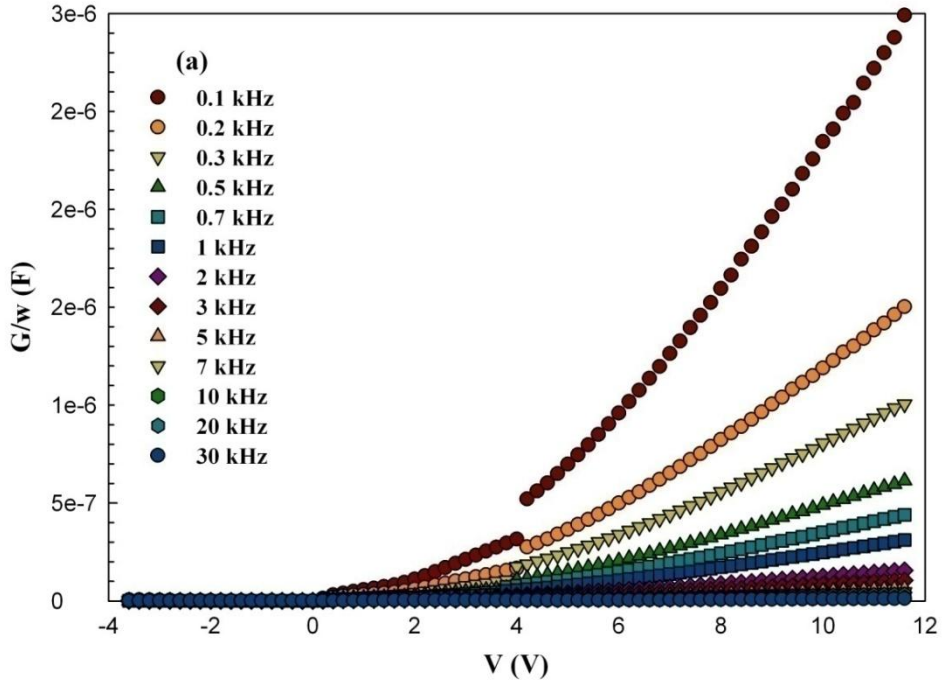 3e-6
(a)
0.1 kHz
2e-6
0.2 kHz
0.3 kHz
0.5 kHz
2e-6
0.7 kHz
1 kHz
2 kHz
G/w (F)
3 kHz
2e-6
5 kHz
7 kHz
10 kHz
1e-6
20 kHz
30 kHz
5e-7
0
-4 -2 0 2 4 6 8 10 12
V (V)